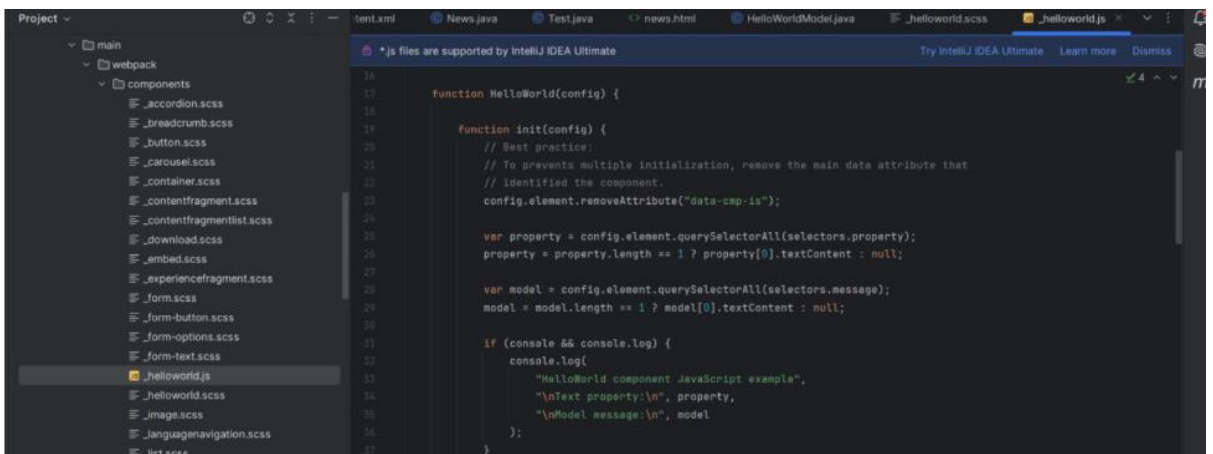 Project
tent.xml
News.java
Test.java
news.html
HelloWorldModel.java
_helloworld.scss
_helloworld.js
*.js files are supported by IntelliJ IDEA Ultimate
Try IntelliJ IDEA Ultimate
Learn more
Dismiss
main
webpack
components
_accordion.scss
_breadcrumb.scss
_button.scss
_carousel.scss
_container.scss
_contentfragment.scss
_contentfragmentlist.scss
_download.scss
_embed.scss
_experiencefragment.scss
_form.scss
_form-button.scss
_form-options.scss
_form-text.scss
_helloworld.js
_helloworld.scss
_image.scss
_languagenavigation.scss
_list.scss
4
m
16
17 function HelloWorld(config) {
18
19 function init(config) {
20 // Best practice:
21 // To prevents multiple initialization, remove the main data attribute that
22 // identified the component.
23 config.element.removeAttribute("data-cmp-is");
24
25 var property = config.element.querySelectorAll(selectors.property);
26 property = property.length == 1 ? property[0].textContent : null;
27
28 var model = config.element.querySelectorAll(selectors.message);
29 model = model.length == 1 ? model[0].textContent : null;
30
31 if (console && console.log) {
32 console.log(
33 "HelloWorld component JavaScript example",
34 "\nText property:\n", property,
35 "\nModel message:\n", model
36 );
37 }